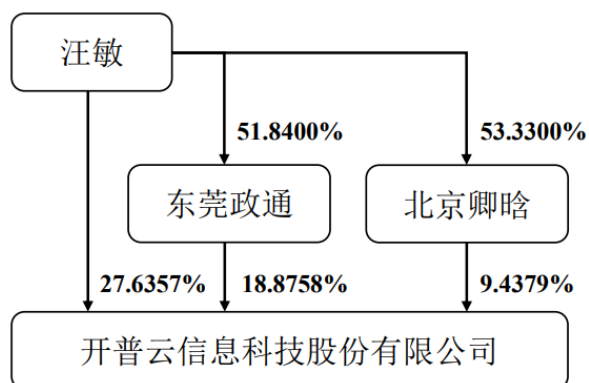 汪敏
51.8400%
53.3300%
东莞政通
北京卿晗
27.6357%
18.8758%
9.4379%
开普云信息科技股份有限公司